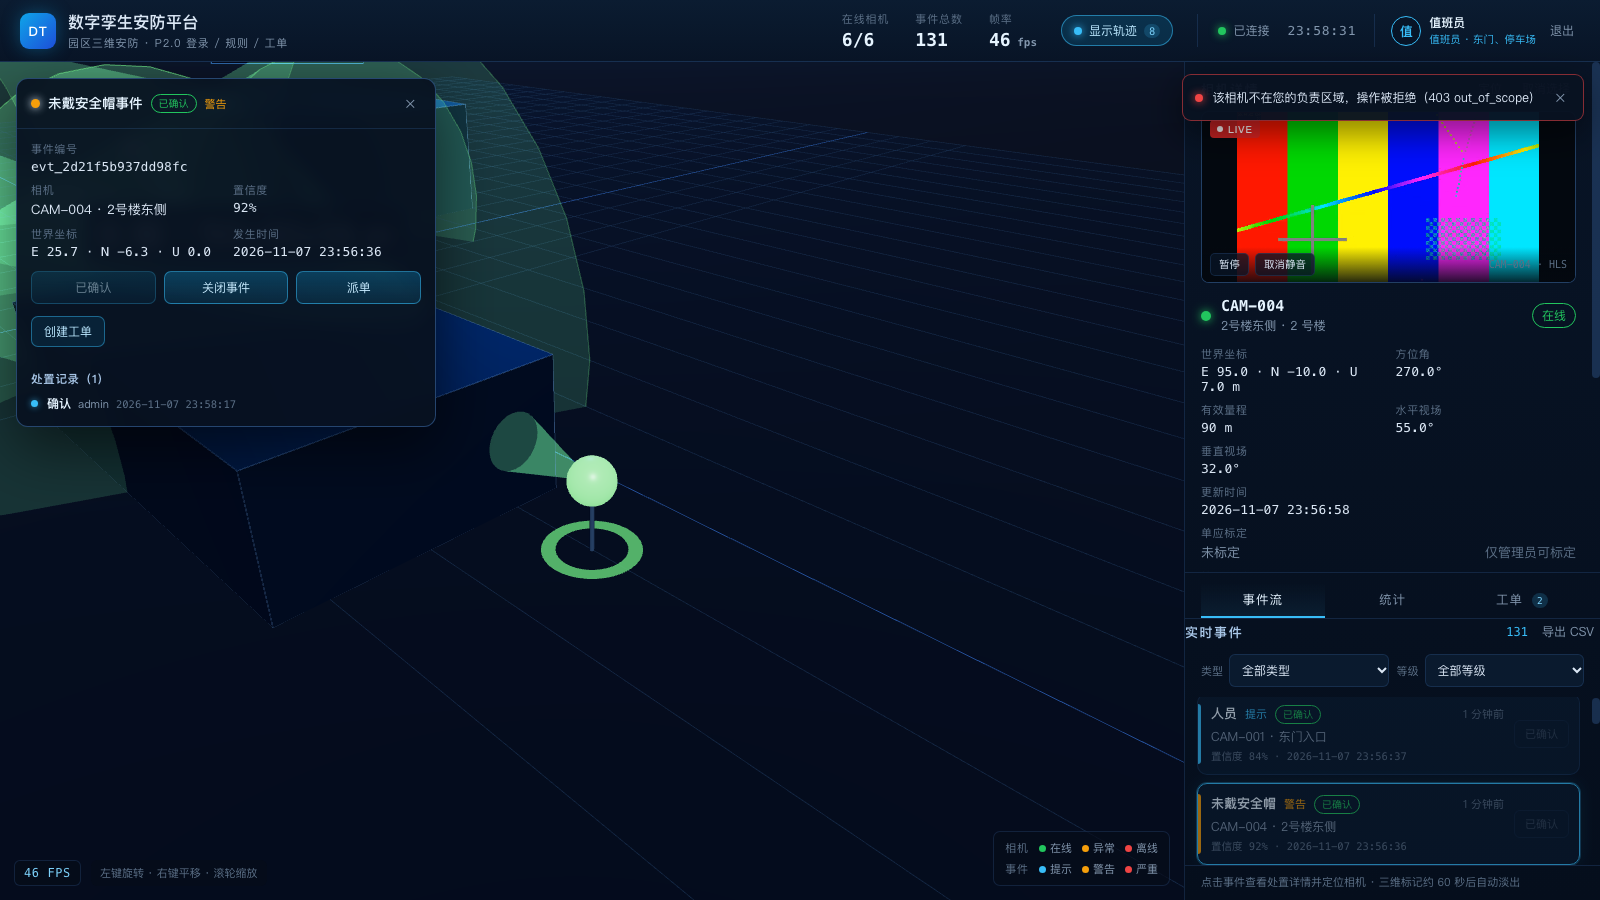 DT
数字孪生安防平台
园区三维安防 · P2.0 登录 / 规则 / 工单
在线相机
6/6
事件总数
131
帧率
46 fps
显示轨迹 8
已连接
23:58:31
值
值班员
值班员 · 东门、停车场
退出
未戴安全帽事件 已确认 警告 ×
事件编号
evt_2d21f5b937dd98fc
相机
CAM-004 · 2号楼东侧
置信度
92%
世界坐标
E 25.7 · N -6.3 · U 0.0
发生时间
2026-11-07 23:56:36
已确认
关闭事件
派单
创建工单
处置记录 (1)
确认 admin 2026-11-07 23:58:17
46 FPS
左键旋转 · 右键平移 · 滚轮缩放
相机 在线 异常 离线
事件 提示 警告 严重
该相机不在您的负责区域，操作被拒绝（403 out_of_scope） ×
LIVE
暂停
取消静音
HLS
CAM-004
2号楼东侧 · 2 号楼
在线
世界坐标
E 95.0 · N -10.0 · U
7.0 m
方位角
270.0°
有效量程
90 m
水平视场
55.0°
垂直视场
32.0°
更新时间
2026-11-07 23:56:58
单应标定
未标定
仅管理员可标定
事件流
统计
工单 2
实时事件
131
导出 CSV
类型 全部类型
等级 全部等级
人员 提示 已确认 1 分钟前
CAM-001 · 东门入口
已确认
置信度 84% · 2026-11-07 23:56:37
未戴安全帽 警告 已确认 1 分钟前
CAM-004 · 2号楼东侧
已确认
置信度 92% · 2026-11-07 23:56:36
点击事件查看处置详情并定位相机 · 三维标记约 60 秒后自动淡出